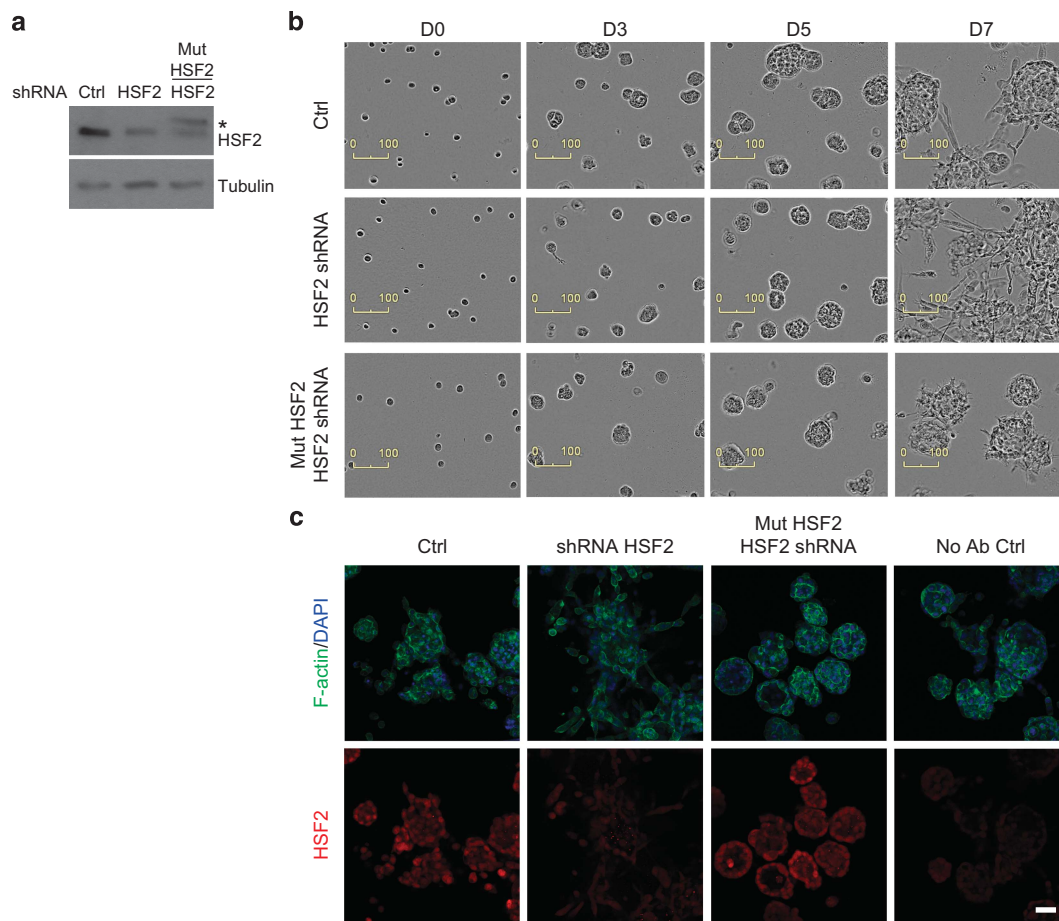 a
Mut
HSF2
shRNA Ctrl HSF2 HSF2
*
HSF2
Tubulin
b
D0 D3 D5 D7
Ctrl
0 100 0 100 0 100 0 100
HSF2 shRNA
0 100 0 100 0 100 0 100
Mut HSF2
HSF2 shRNA
0 100 0 100 0 100 0 100
c
Ctrl shRNA HSF2 Mut HSF2 HSF2 shRNA No Ab Ctrl
F-actin/DAPI
HSF2